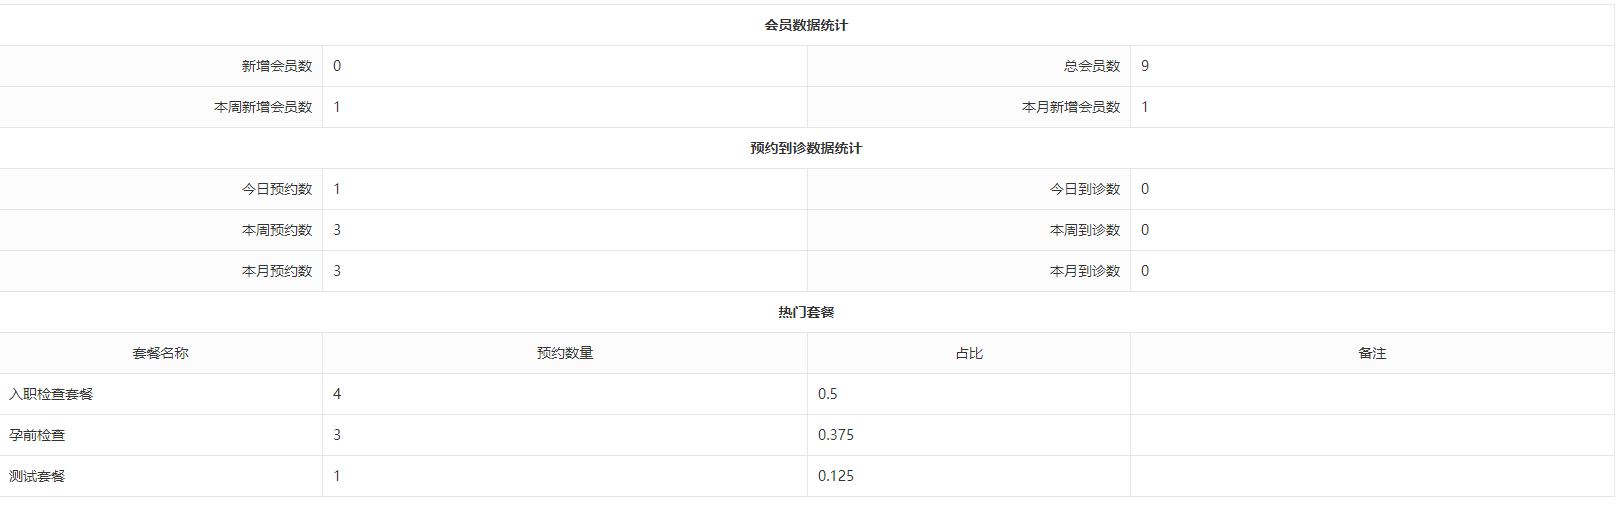 会员数据统计
新增会员数 0 总会员数 9
本周新增会员数 1 本月新增会员数 1
预约到诊数据统计
今日预约数 1 今日到诊数 0
本周预约数 3 本周到诊数 0
本月预约数 3 本月到诊数 0
热门套餐
套餐名称 预约数量 占比 备注
入职检查套餐 4 0.5
孕前检查 3 0.375
测试套餐 1 0.125